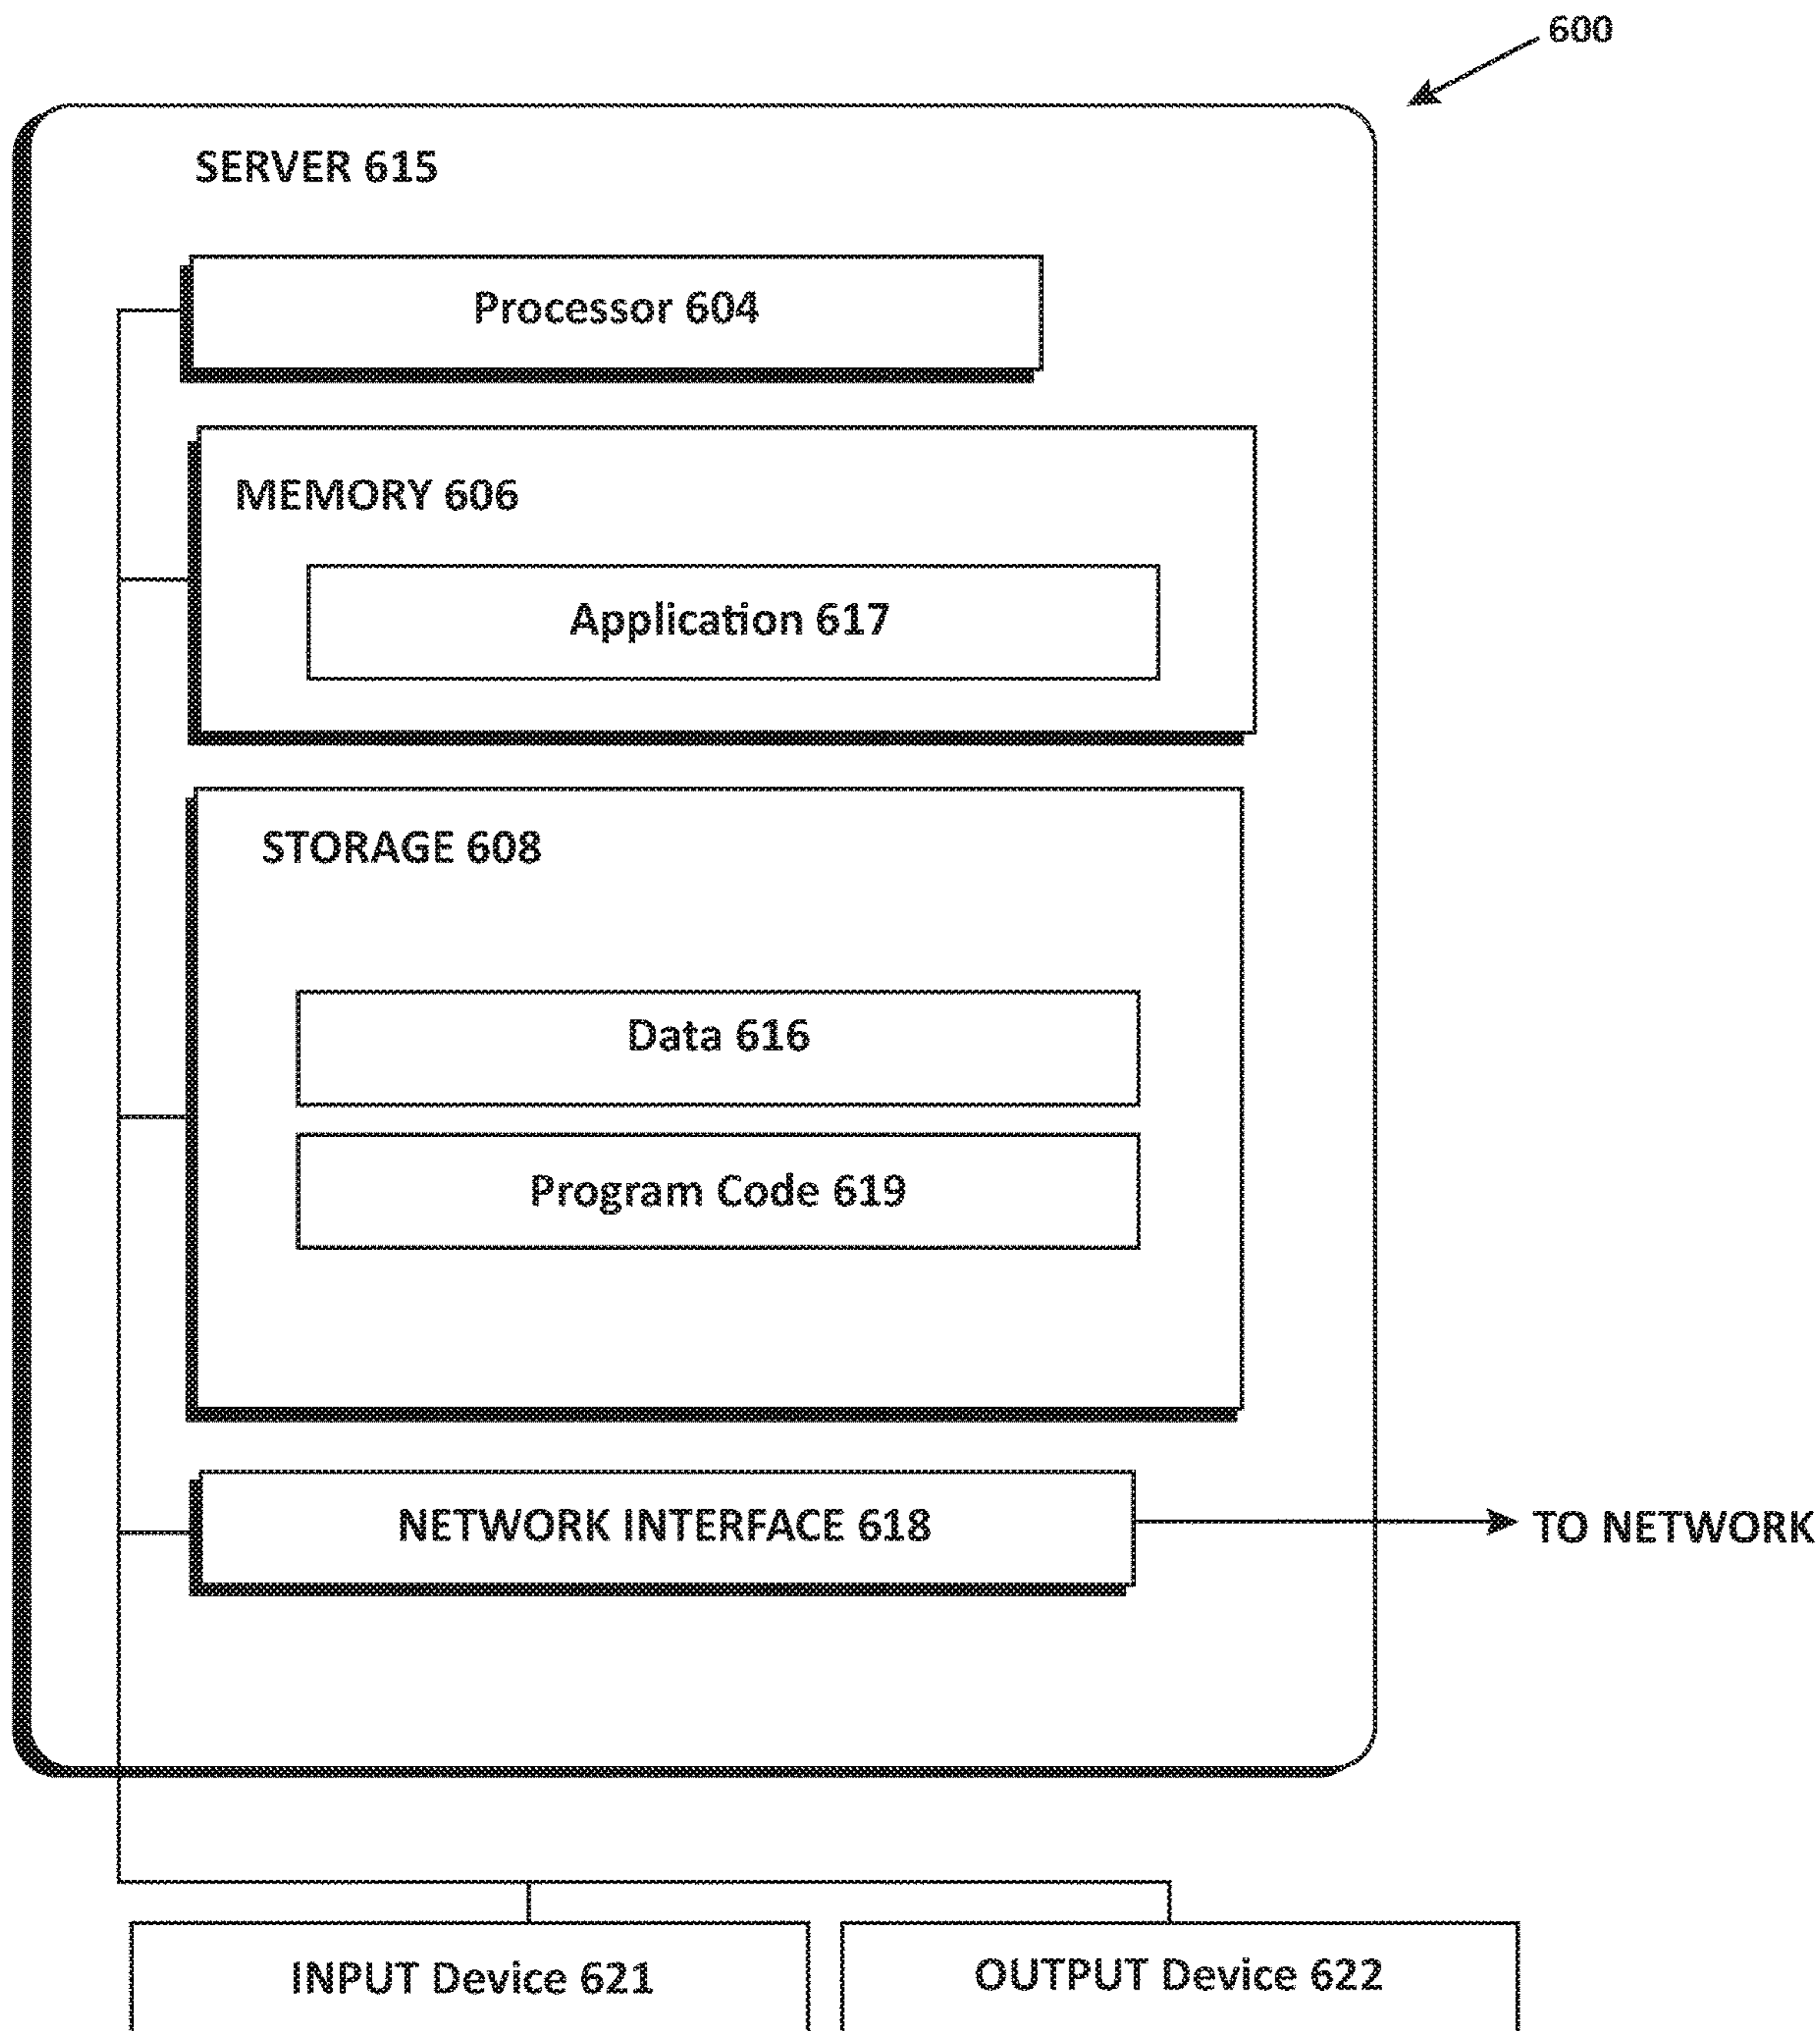 600
SERVER 615
Processor 604
MEMORY 606
Application 617
STORAGE 608
Data 616
Program Code 619
NETWORK INTERFACE 618
TO NETWORK
INPUT Device 621
OUTPUT Device 622